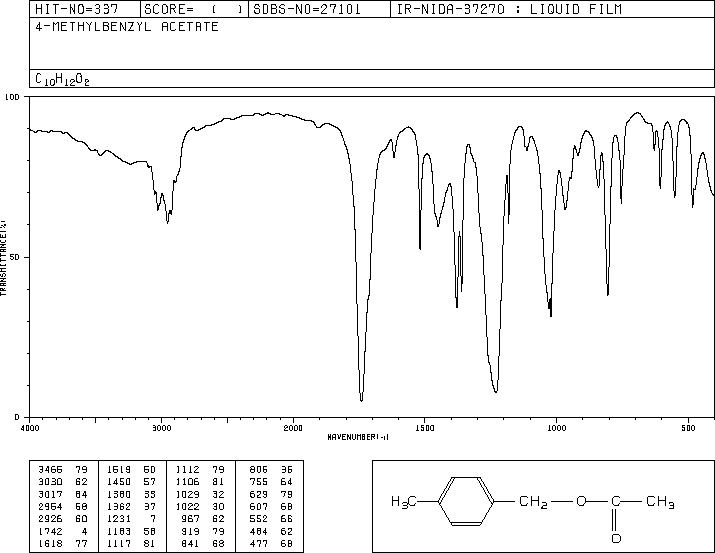 HIT-NO=337 SCORE= ( ) SDBS-NO=27101 IR-NIDA-37270 : LIQUID FILM
4-METHYLBENZYL ACETATE
C10H12O2
100
50
0
TRANSMITTANCE(%)
4000 3000 2000 1500 1000 500
WAVENUMBER(-1)
3466 79 1519 50 1112 79 806 36
3030 62 1450 57 1106 81 755 64
3017 64 1380 33 1029 32 629 79
2954 58 1362 37 1022 30 607 68
2926 60 1231 7 967 62 552 66
1742 4 1183 58 919 79 484 62
1618 77 1117 81 841 68 477 68
H3C CH2 O C CH3
O